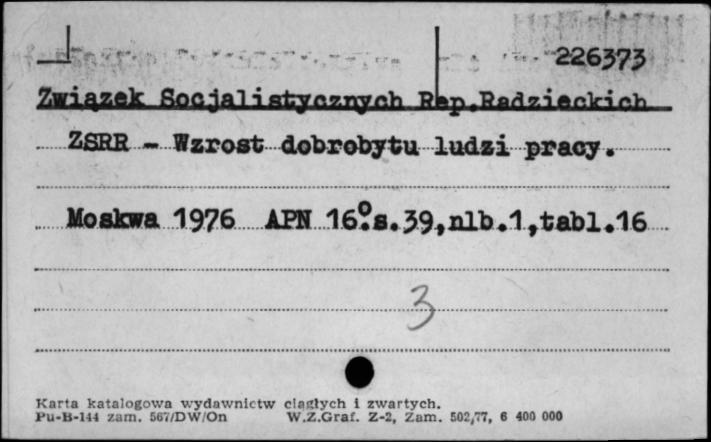 226373
Związek Socjalistycznych Rep.Radzieckich
ZSRR - Wzrost dobrobytu ludzi pracy.
Moskwa 1976 APN 16°.s.39,nlb.1,tabl.16
3
Karta katalogowa wydawnictw ciągłych i zwartych.
Pu-B-144 zam. 567/DW/On W.Z.Graf. Z-2, Zam. 502/77, 6 400 000